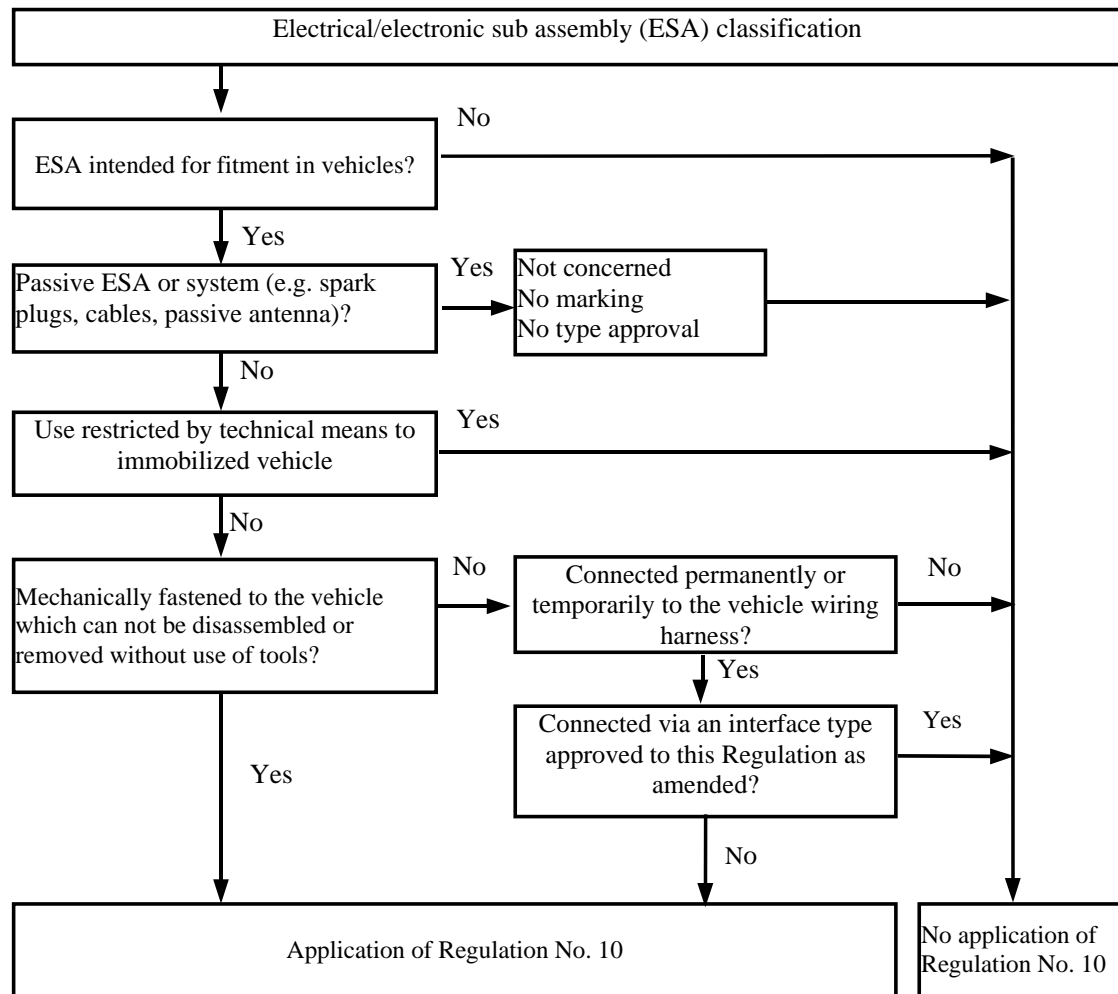 Electrical/electronic sub assembly (ESA) classification
No
ESA intended for fitment in vehicles?
Yes
Passive ESA or system (e.g. spark
plugs, cables, passive antenna)?
Yes
Not concerned
No marking
No type approval
No
Use restricted by technical means to
immobilized vehicle
Yes
No
Mechanically fastened to the vehicle
which can not be disassembled or
removed without use of tools?
No
Connected permanently or
temporarily to the vehicle wiring
harness?
No
Yes
Connected via an interface type
approved to this Regulation as
amended?
Yes
Yes
No
Application of Regulation No. 10
No application of
Regulation No. 10